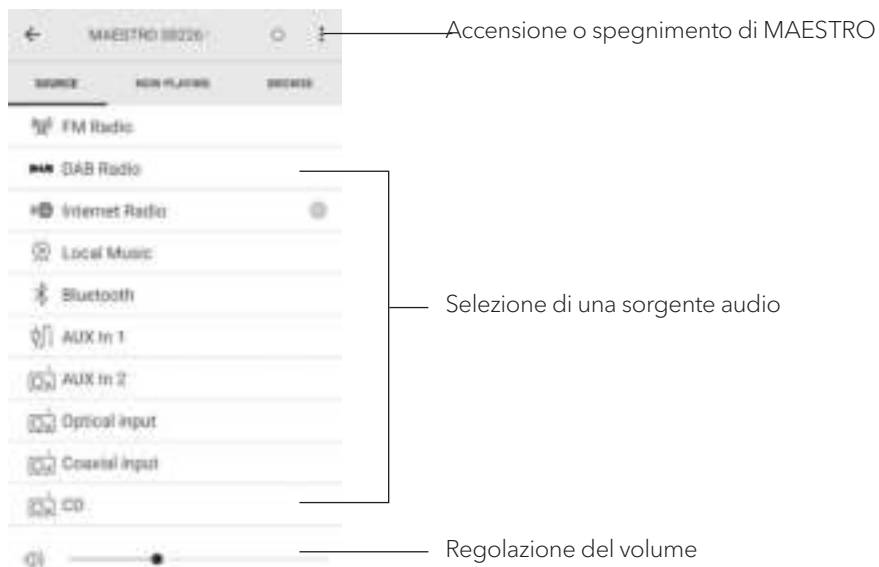 MAESTRO 00226
Accensione o spegnimento di MAESTRO
SOURCE NOW PLAYING BROWSE
FM Radio
DAB Radio
Internet Radio
Local Music
Bluetooth
Selezione di una sorgente audio
AUX In 1
AUX In 2
Optical input
Coaxial input
CD
Regolazione del volume